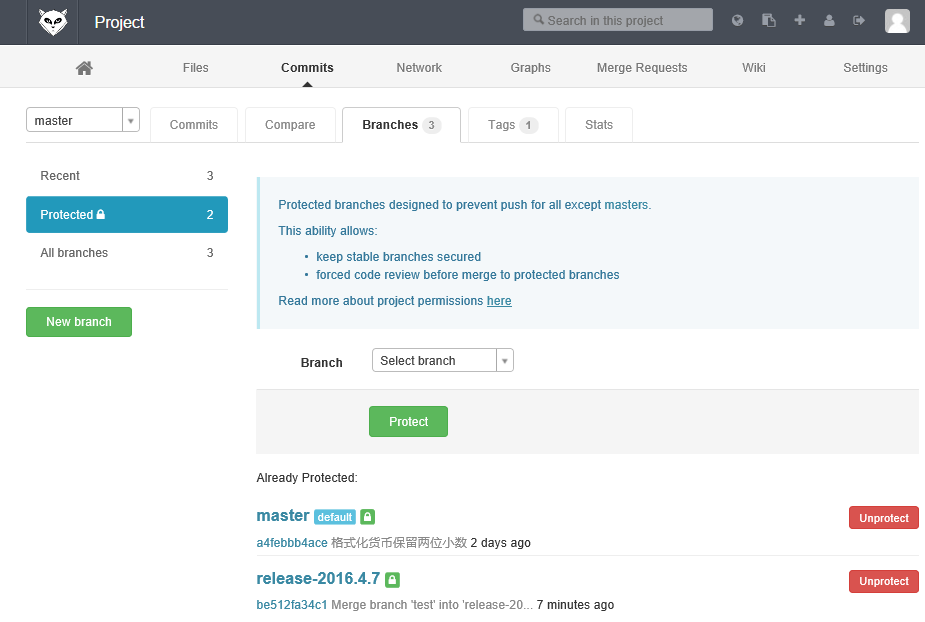 Project
Search in this project
Files
Commits
Network
Graphs
Merge Requests
Wiki
Settings
master
Commits
Compare
Branches 3
Tags 1
Stats
Recent 3
Protected 2
All branches 3
New branch
Protected branches designed to prevent push for all except masters.
This ability allows:
• keep stable branches secured
• forced code review before merge to protected branches
Read more about project permissions here
Branch
Select branch
Protect
Already Protected:
master default
Unprotect
a4febbb4ace 格式化货币保留两位小数 2 days ago
release-2016.4.7
Unprotect
be512fa34c1 Merge branch 'test' into 'release-20... 7 minutes ago